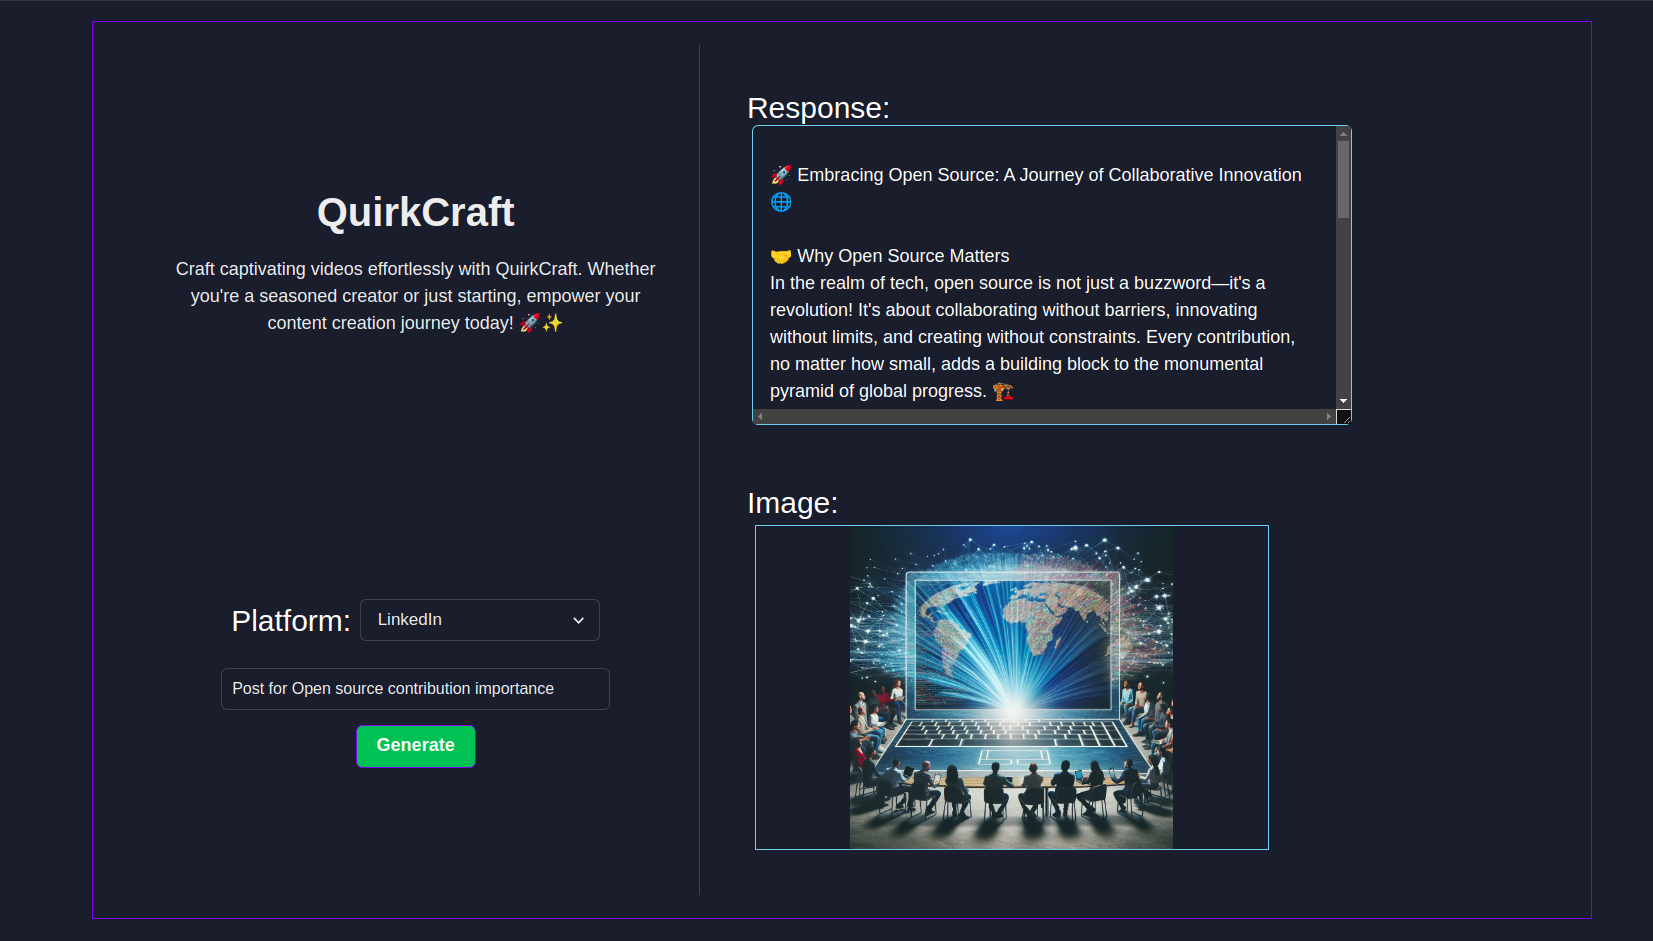 QuirkCraft
Craft captivating videos effortlessly with QuirkCraft. Whether
you're a seasoned creator or just starting, empower your
content creation journey today! 🚀✨
Platform:
LinkedIn
Post for Open source contribution importance
Generate
Response:
🚀 Embracing Open Source: A Journey of Collaborative Innovation
🌐
🤝 Why Open Source Matters
In the realm of tech, open source is not just a buzzword—it's a
revolution! It's about collaborating without barriers, innovating
without limits, and creating without constraints. Every contribution,
no matter how small, adds a building block to the monumental
pyramid of global progress. 🏗️
Image: